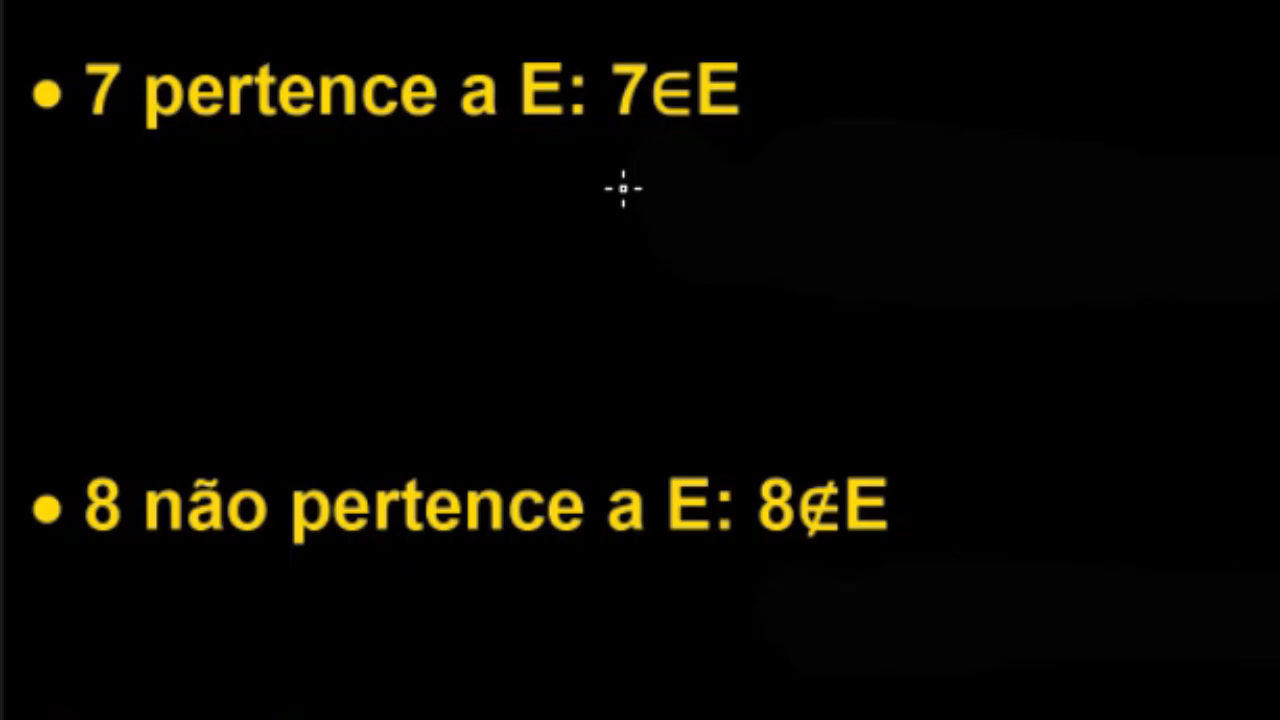 • 7 pertence a E: 7∈E
• 8 não pertence a E: 8∉E